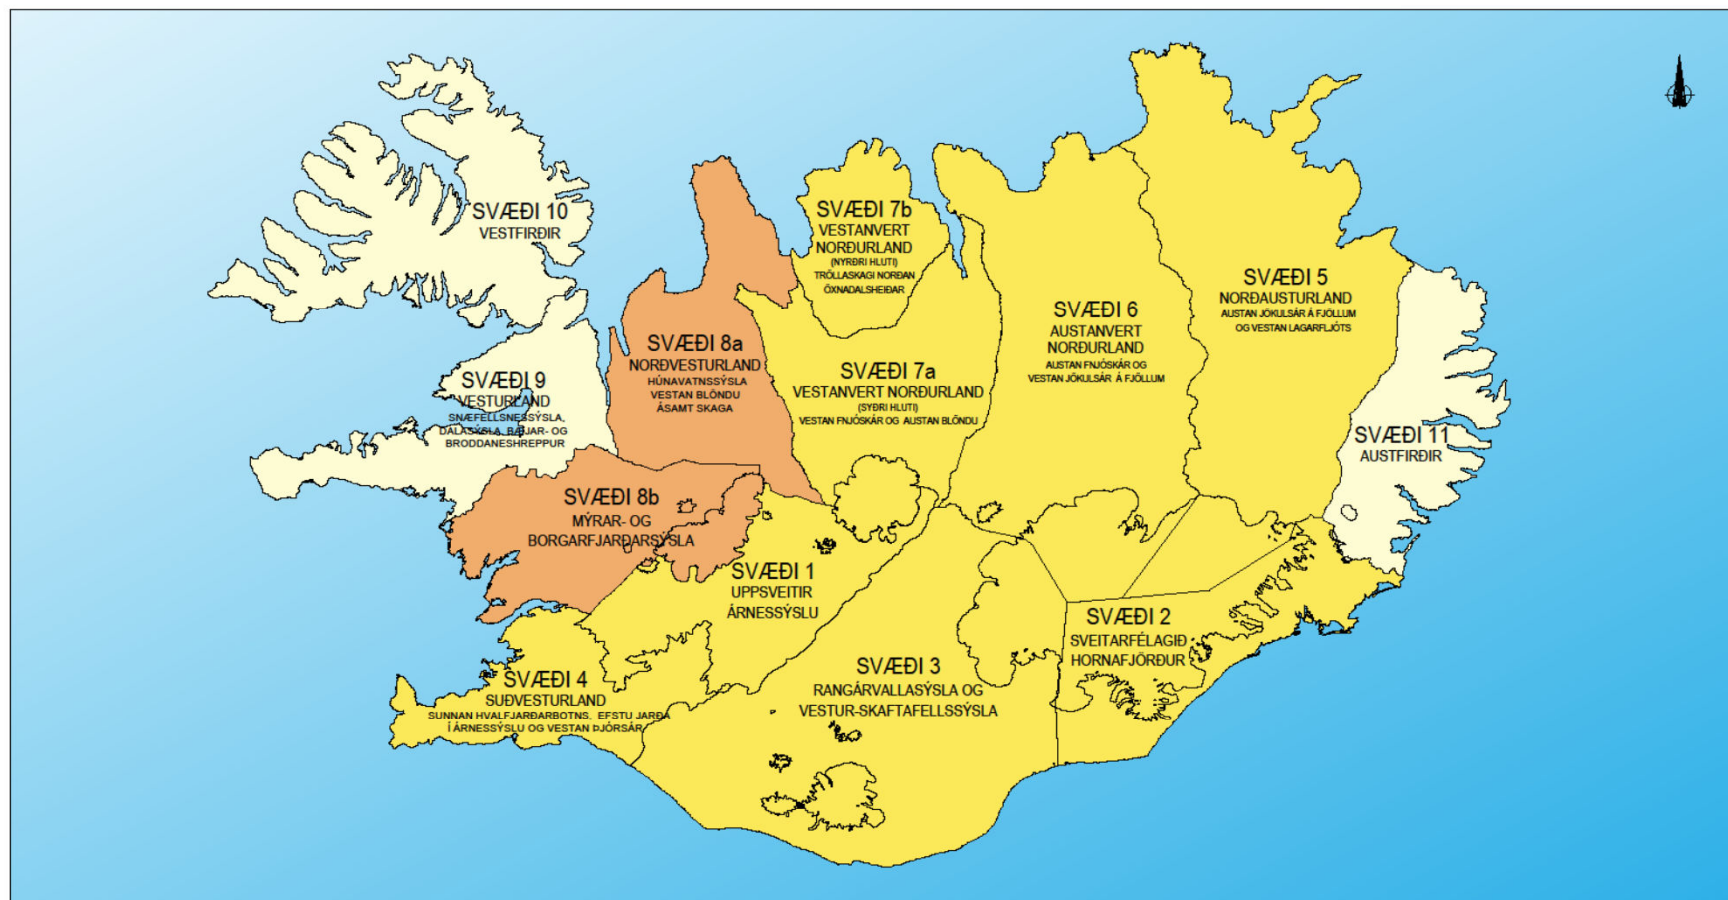 SVÆÐI 10
VESTFIRÐIR
SVÆÐI 7b
VESTANVERT
NORÐURLAND
(NYRÐRI HLUTI)
TRÖLLASKAGI NORÐAN
ÖXNADALSHEIÐAR
SVÆÐI 5
NORÐAUSTURLAND
AUSTAN JÖKULSÁR Á FJÖLLUM
OG VESTAN LAGARFLJÓTS
SVÆÐI 6
AUSTANVERT
NORÐURLAND
AUSTAN FNJÓSKÁR OG
VESTAN JÖKULSÁR Á FJÖLLUM
SVÆÐI 8a
NORÐVESTURLAND
HÚNAVATNSSÝSLA
VESTAN BLÖNDU
ÁSAMT SKAGA
SVÆÐI 7a
VESTANVERT NORÐURLAND
(SYÐRI HLUTI)
VESTAN FNJÓSKÁR OG AUSTAN BLÖNDU
SVÆÐI 9
VESTURLAND
SNÆFELLSNESSÝSLA,
DALASÝSLA, BÆJAR- OG
BRODDANESHREPPUR
SVÆÐI 11
AUSTFIRÐIR
SVÆÐI 8b
MÝRAR- OG
BORGARFJARÐARSÝSLA
SVÆÐI 1
UPPSVEITIR
ÁRNESSÝSLU
SVÆÐI 2
SVEITARFÉLAGIÐ
HORNAFJÖRÐUR
SVÆÐI 3
RANGÁRVALLASÝSLA OG
VESTUR-SKAFTAFELLSSÝSLA
SVÆÐI 4
SUÐVESTURLAND
SUNNAN HVALFJARÐARBOTNS, EFSTU JARÐA
Í ÁRNESSÝSLU OG VESTAN ÞJÓRSÁR